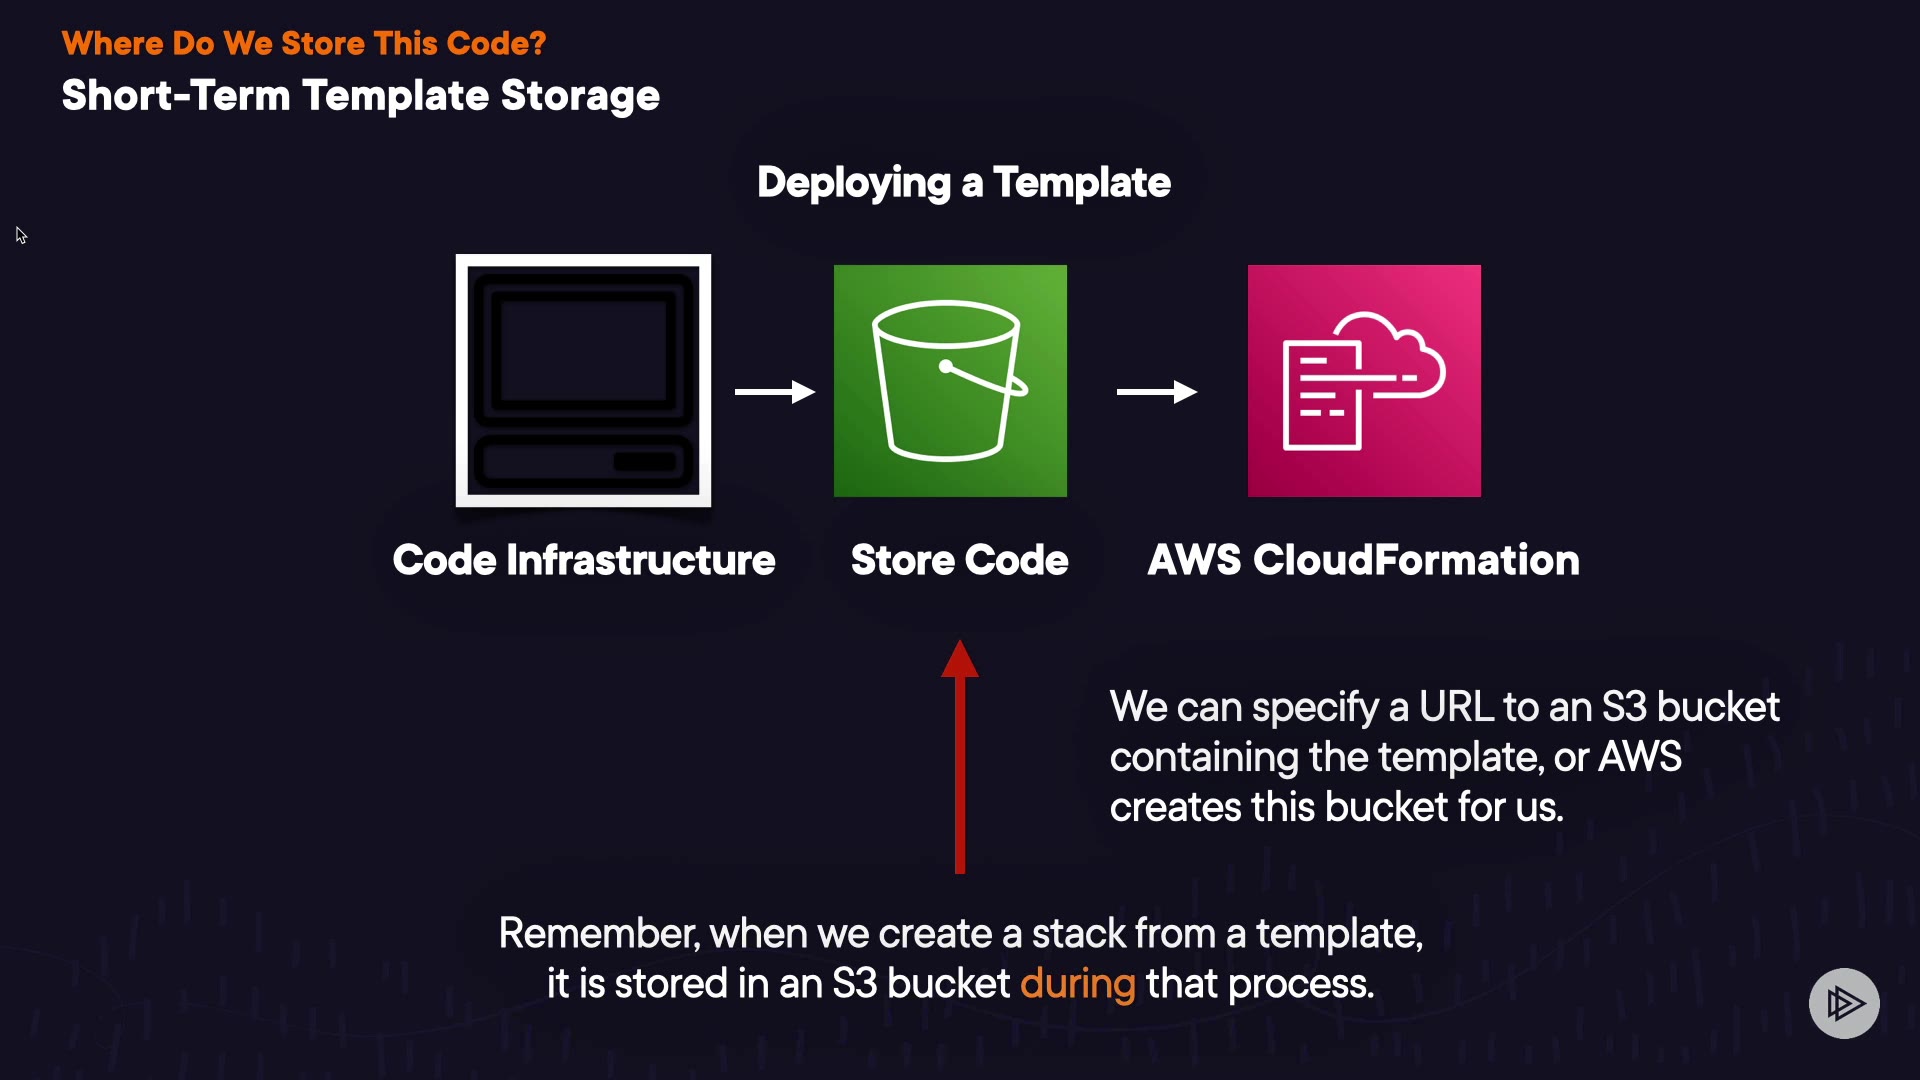 Where Do We Store This Code?
Short-Term Template Storage
Deploying a Template
Code Infrastructure
Store Code
AWS CloudFormation
We can specify a URL to an S3 bucket
containing the template, or AWS
creates this bucket for us.
Remember, when we create a stack from a template,
it is stored in an S3 bucket during that process.